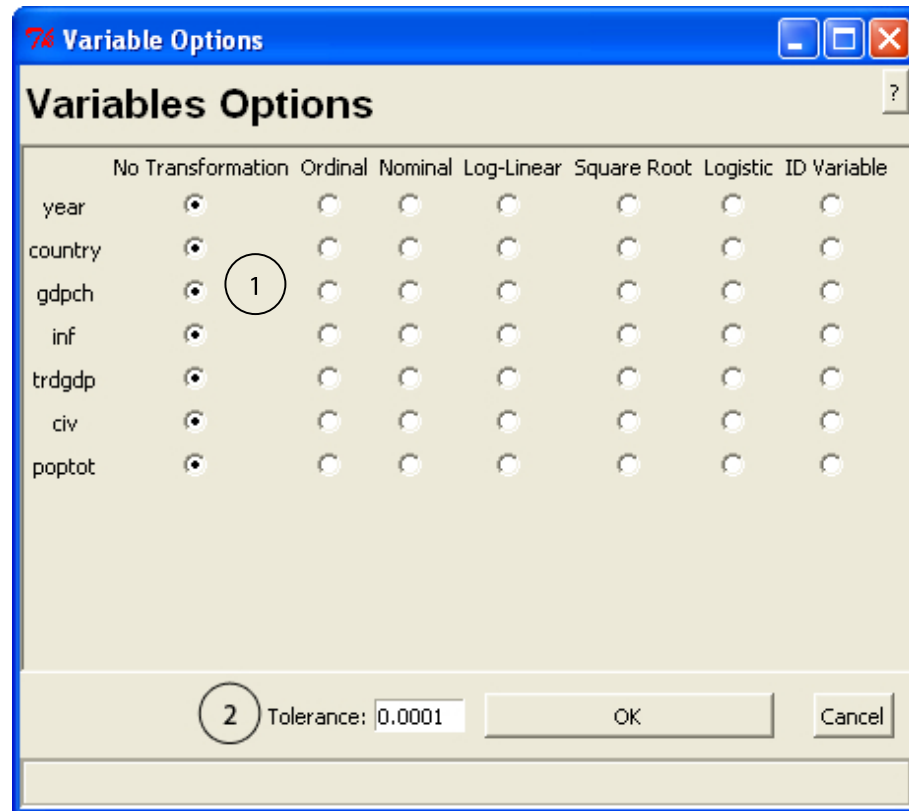 7% Variable Options
Variables Options ?
No Transformation Ordinal Nominal Log-Linear Square Root Logistic ID Variable
year
country
gdpch 1
inf
trdgdp
civ
poptot
2 Tolerance: 0.0001 OK Cancel